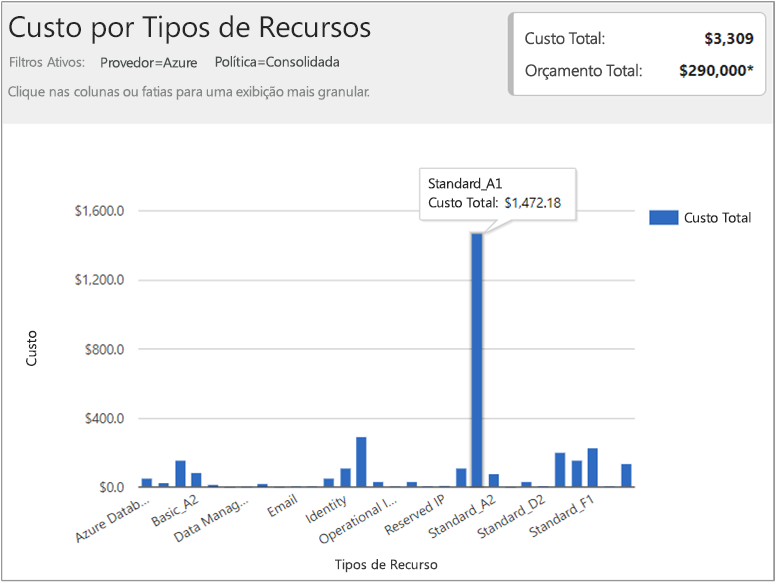 Custo por Tipos de Recursos
Filtros Ativos: Provedor=Azure Política=Consolidada
Clique nas colunas ou fatias para uma exibição mais granular.
Custo Total: $3,309
Orçamento Total: $290,000*
Standard_A1
Custo Total: $1,472.18
Custo Total
$1,600.0
$1,200.0
$800.0
$400.0
$0.0
Custo
Azure Datab...
Basic_A2
Data Manag...
Email
Identity
Operational I...
Reserved IP
Standard_A2
Standard_D2
Standard_F1
Tipos de Recurso